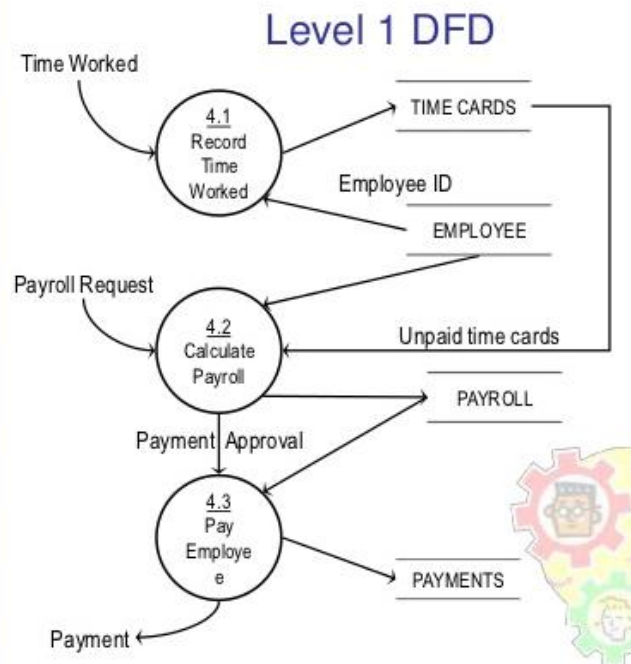 Level 1 DFD
Time Worked
4.1
Record
Time
Worked
TIME CARDS
Employee ID
EMPLOYEE
Payroll Request
4.2
Calculate
Payroll
Unpaid time cards
PAYROLL
Payment Approval
4.3
Pay
Employe
e
PAYMENTS
Payment